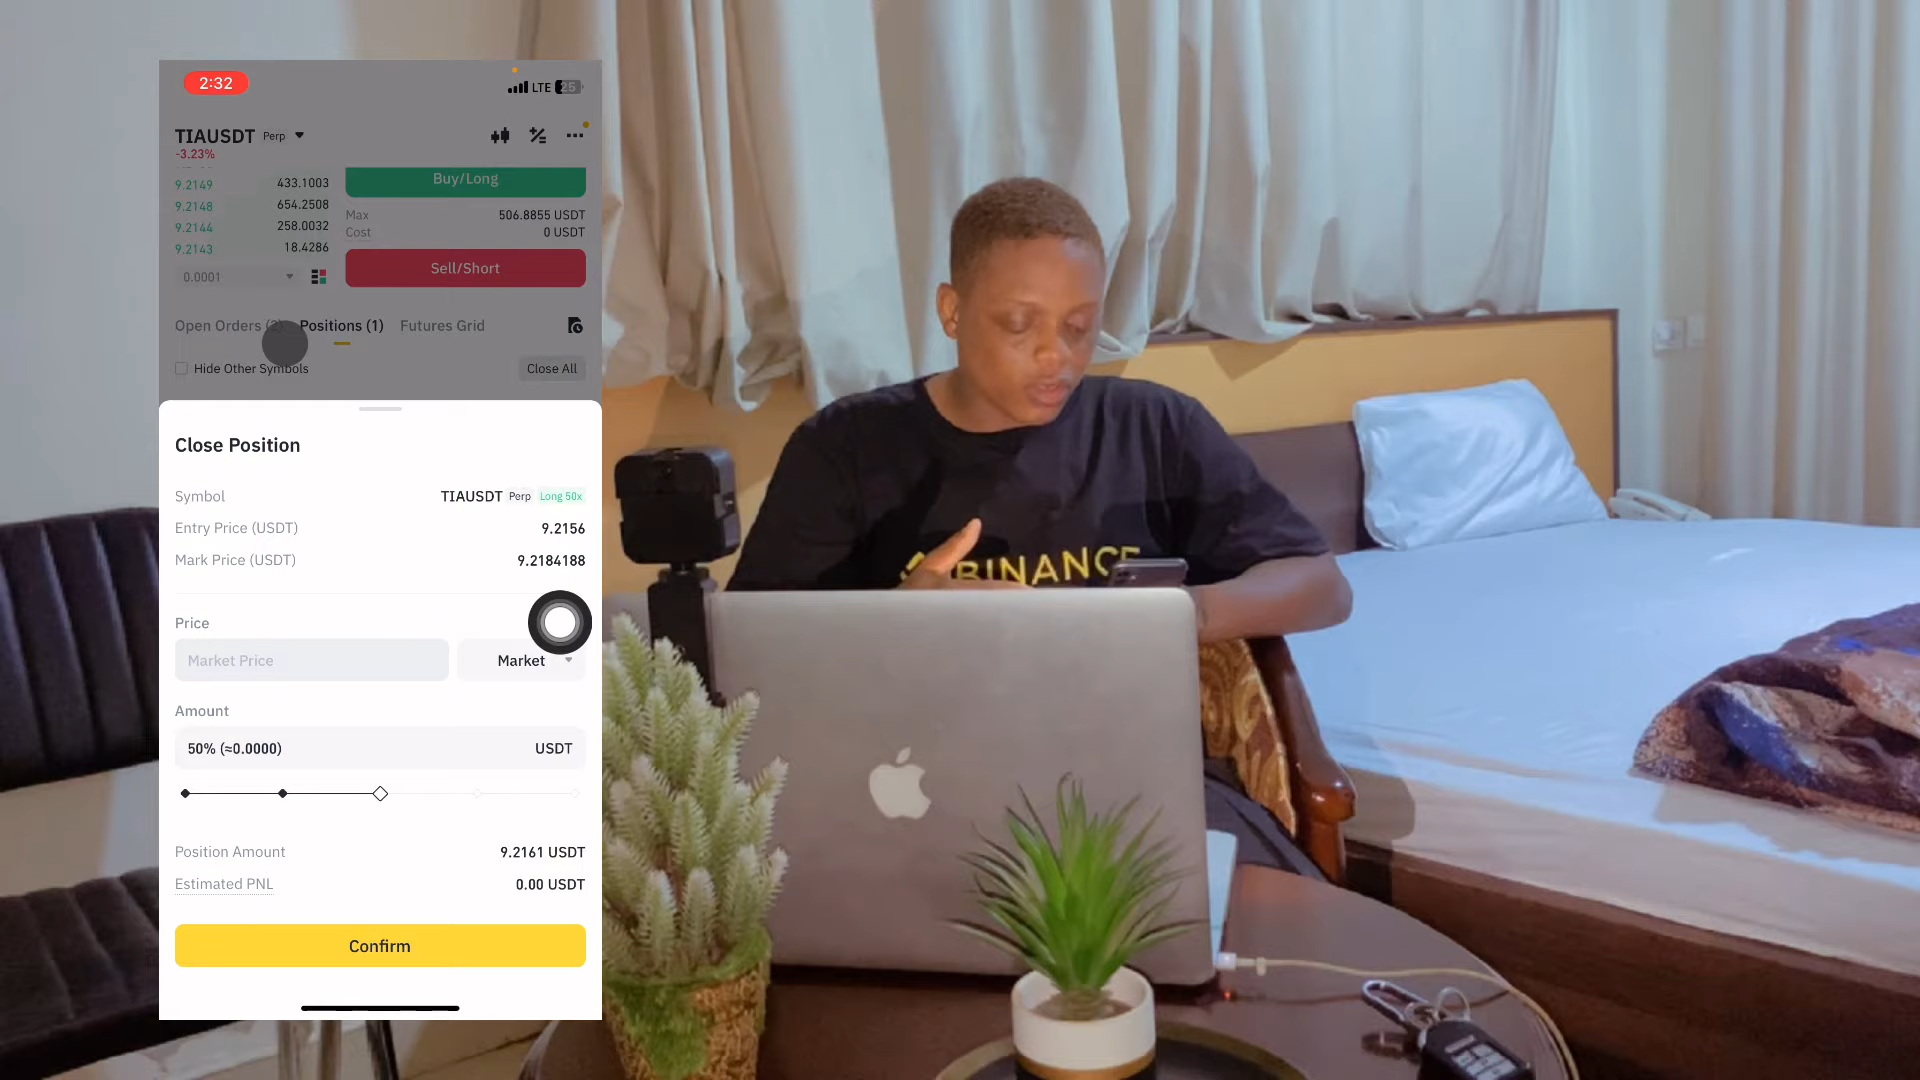 2:32
LTE 25
TIAUSDT Perp
-3.23%
9.2149 433.1003
9.2148 654.2508
9.2144 258.0032
9.2143 18.4286
0.0001
Buy/Long
Max 506.8855 USDT
Cost 0 USDT
Sell/Short
Open Orders (2) Positions (1) Futures Grid
Hide Other Symbols Close All
Close Position
Symbol TIAUSDT Perp Long 50x
Entry Price (USDT) 9.2156
Mark Price (USDT) 9.2184188
Price
Market Price Market
Amount
50% (≈0.0000) USDT
Position Amount 9.2161 USDT
Estimated PNL 0.00 USDT
Confirm
BINANCE